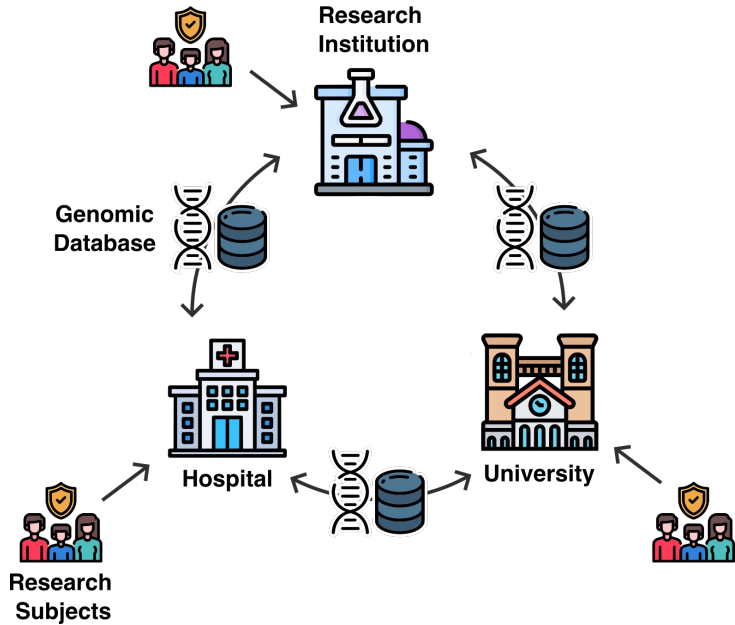 Research
Institution
Genomic
Database
Hospital
University
Research
Subjects